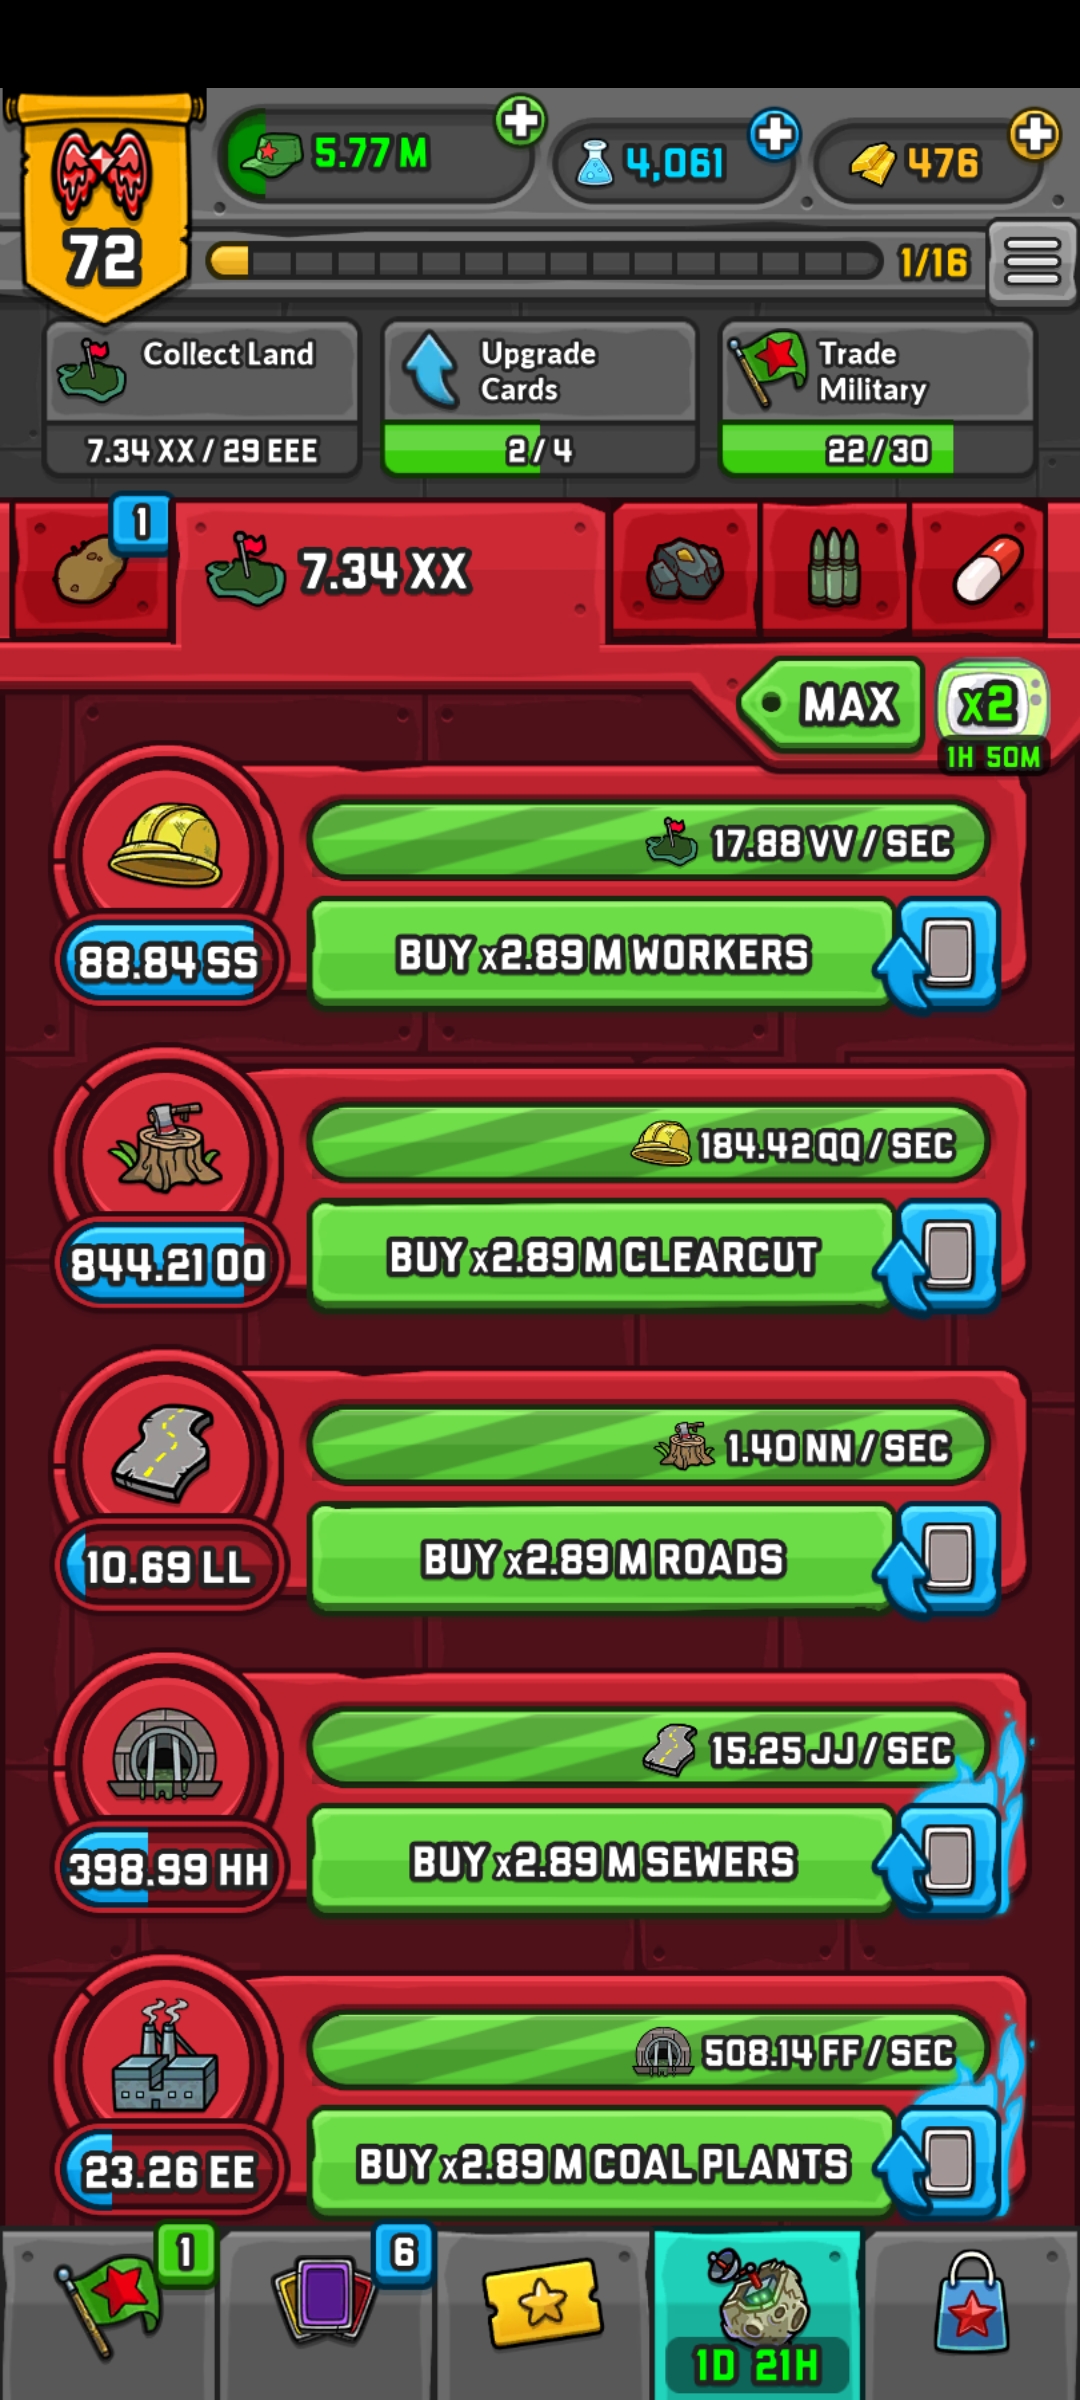 5.77 M
4,061
476
72
1/16
Collect Land
7.34 XX / 29 EEE
Upgrade
Cards
2/4
Trade
Military
22/30
1
7.34 XX
MAX
x2
1H 50M
17.88 VV / SEC
88.84 SS
BUY x2.89 M WORKERS
184.42 QQ / SEC
844.21 OO
BUY x2.89 M CLEARCUT
1.40 NN / SEC
10.69 LL
BUY x2.89 M ROADS
15.25 JJ / SEC
398.99 HH
BUY x2.89 M SEWERS
508.14 FF / SEC
23.26 EE
BUY x2.89 M COAL PLANTS
1
6
1D 21H